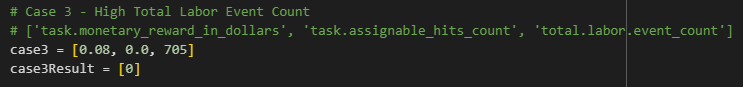 # Case 3 - High Total Labor Event Count
# ['task.monetary_reward_in_dollars', 'task.assignable_hits_count', 'total.labor.event_count']
case3 = [0.08, 0.0, 705]
case3Result = [0]